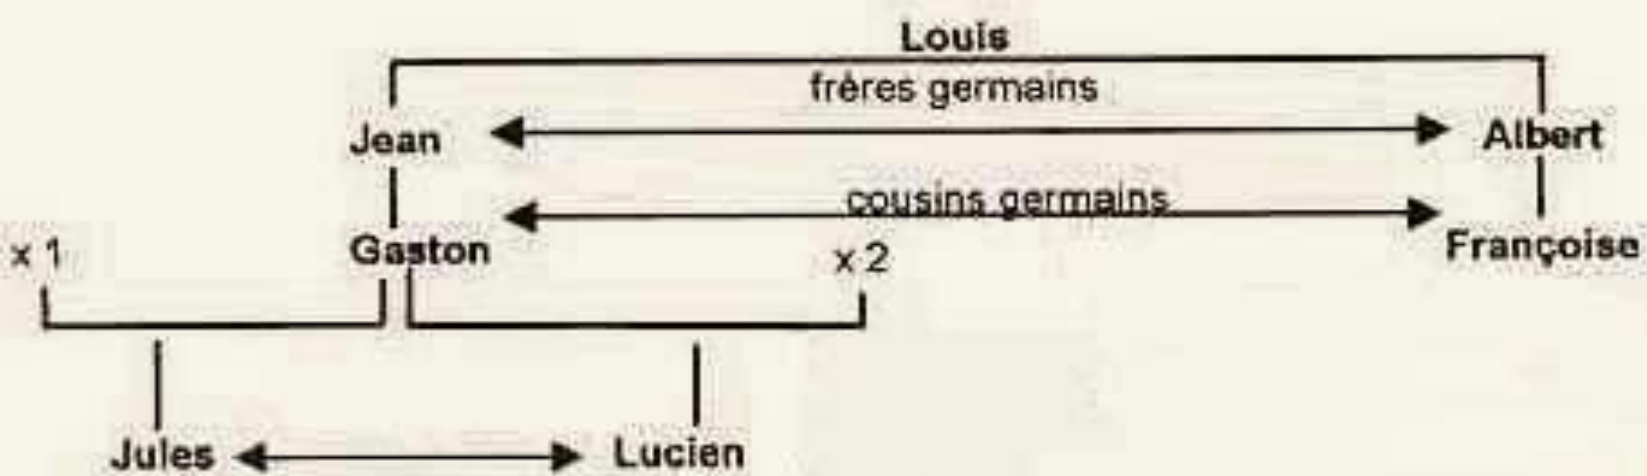 Louis
frères germains
Jean Albert
cousins germains
x 1 Gaston x 2 Françoise
Jules Lucien